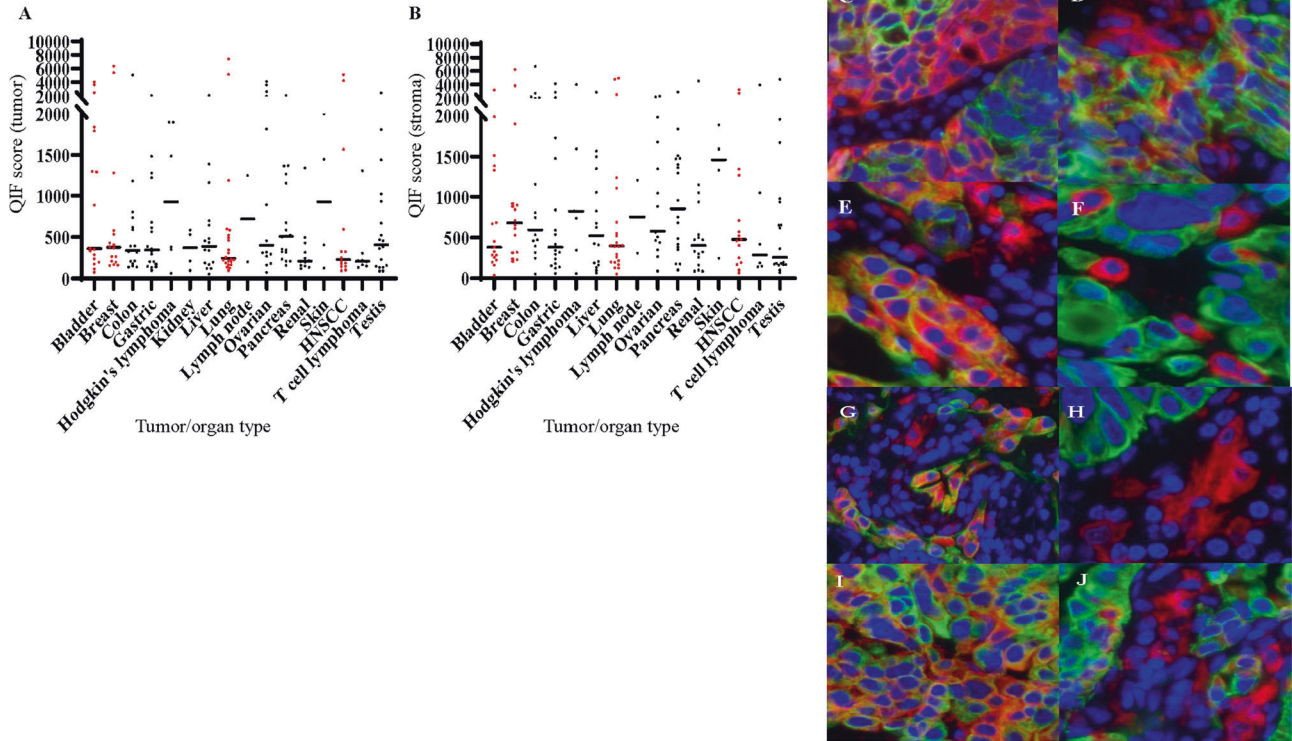 A
QIF score (tumor)
10000
8000
6000
4000
2000
2000
1500
1000
500
0
Bladder
Breast
Colon
Gastric
Hodgkin's lymphoma
Kidney
Liver
Lung
Lymph node
Ovarian
Pancreas
Renal
Skin
HNSCC
T cell lymphoma
Testis
Tumor/organ type
B
QIF score (stroma)
10000
8000
6000
4000
2000
2000
1500
1000
500
0
Bladder
Breast
Colon
Gastric
Hodgkin's lymphoma
Liver
Lung
Lymph node
Ovarian
Pancreas
Renal
Skin
HNSCC
T cell lymphoma
Testis
Tumor/organ type
E
F
G
H
I
J